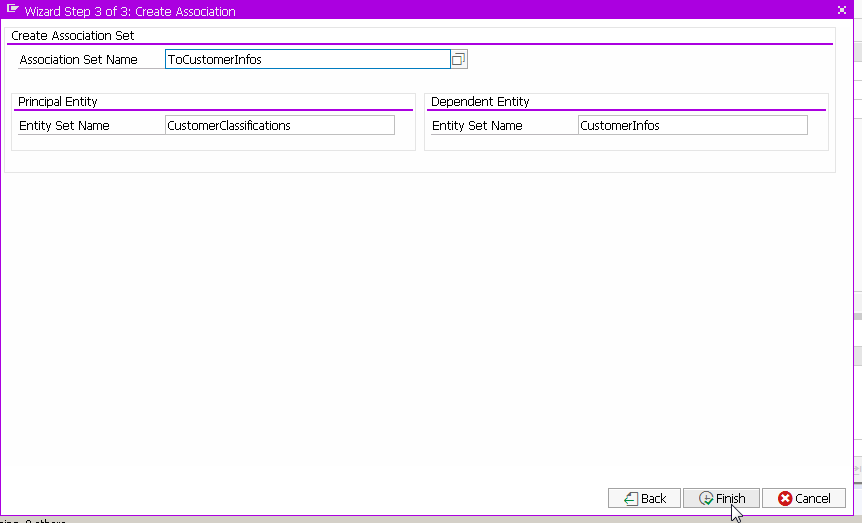 Wizard Step 3 of 3: Create Association
Create Association Set
Association Set Name ToCustomerInfos
Principal Entity
Dependent Entity
Entity Set Name CustomerClassifications
Entity Set Name CustomerInfos
Back Finish Cancel